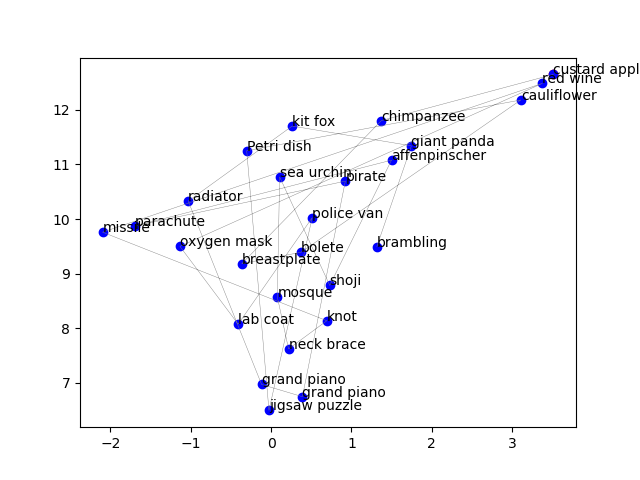 custard appl
red wine
cauliflower
chimpanzee
kit fox
giant panda
Petri dish
affenpinscher
sea urchin
pirate
radiator
parachute
missile
police van
oxygen mask
bolete
brambling
breastplate
shoji
mosque
lab coat
knot
neck brace
grand piano
grand piano
jigsaw puzzle
12
11
10
9
8
7
−2
−1
0
1
2
3